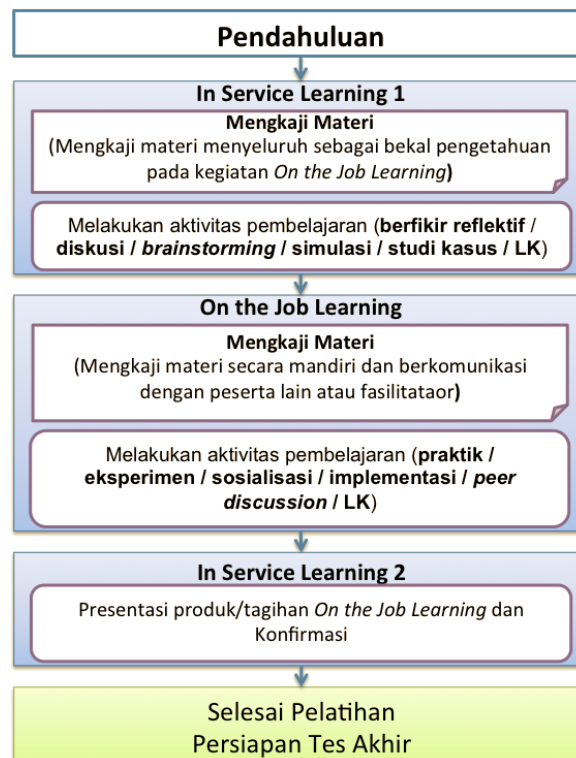 Pendahuluan
In Service Learning 1
Mengkaji Materi
(Mengkaji materi menyeluruh sebagai bekal pengetahuan
pada kegiatan On the Job Learning)
Melakukan aktivitas pembelajaran (berfikir reflektif /
diskusi / brainstorming / simulasi / studi kasus / LK)
On the Job Learning
Mengkaji Materi
(Mengkaji materi secara mandiri dan berkomunikasi
dengan peserta lain atau fasilitataor)
Melakukan aktivitas pembelajaran (praktik /
eksperimen / sosialisasi / implementasi / peer
discussion / LK)
In Service Learning 2
Presentasi produk/tagihan On the Job Learning dan
Konfirmasi
Selesai Pelatihan
Persiapan Tes Akhir